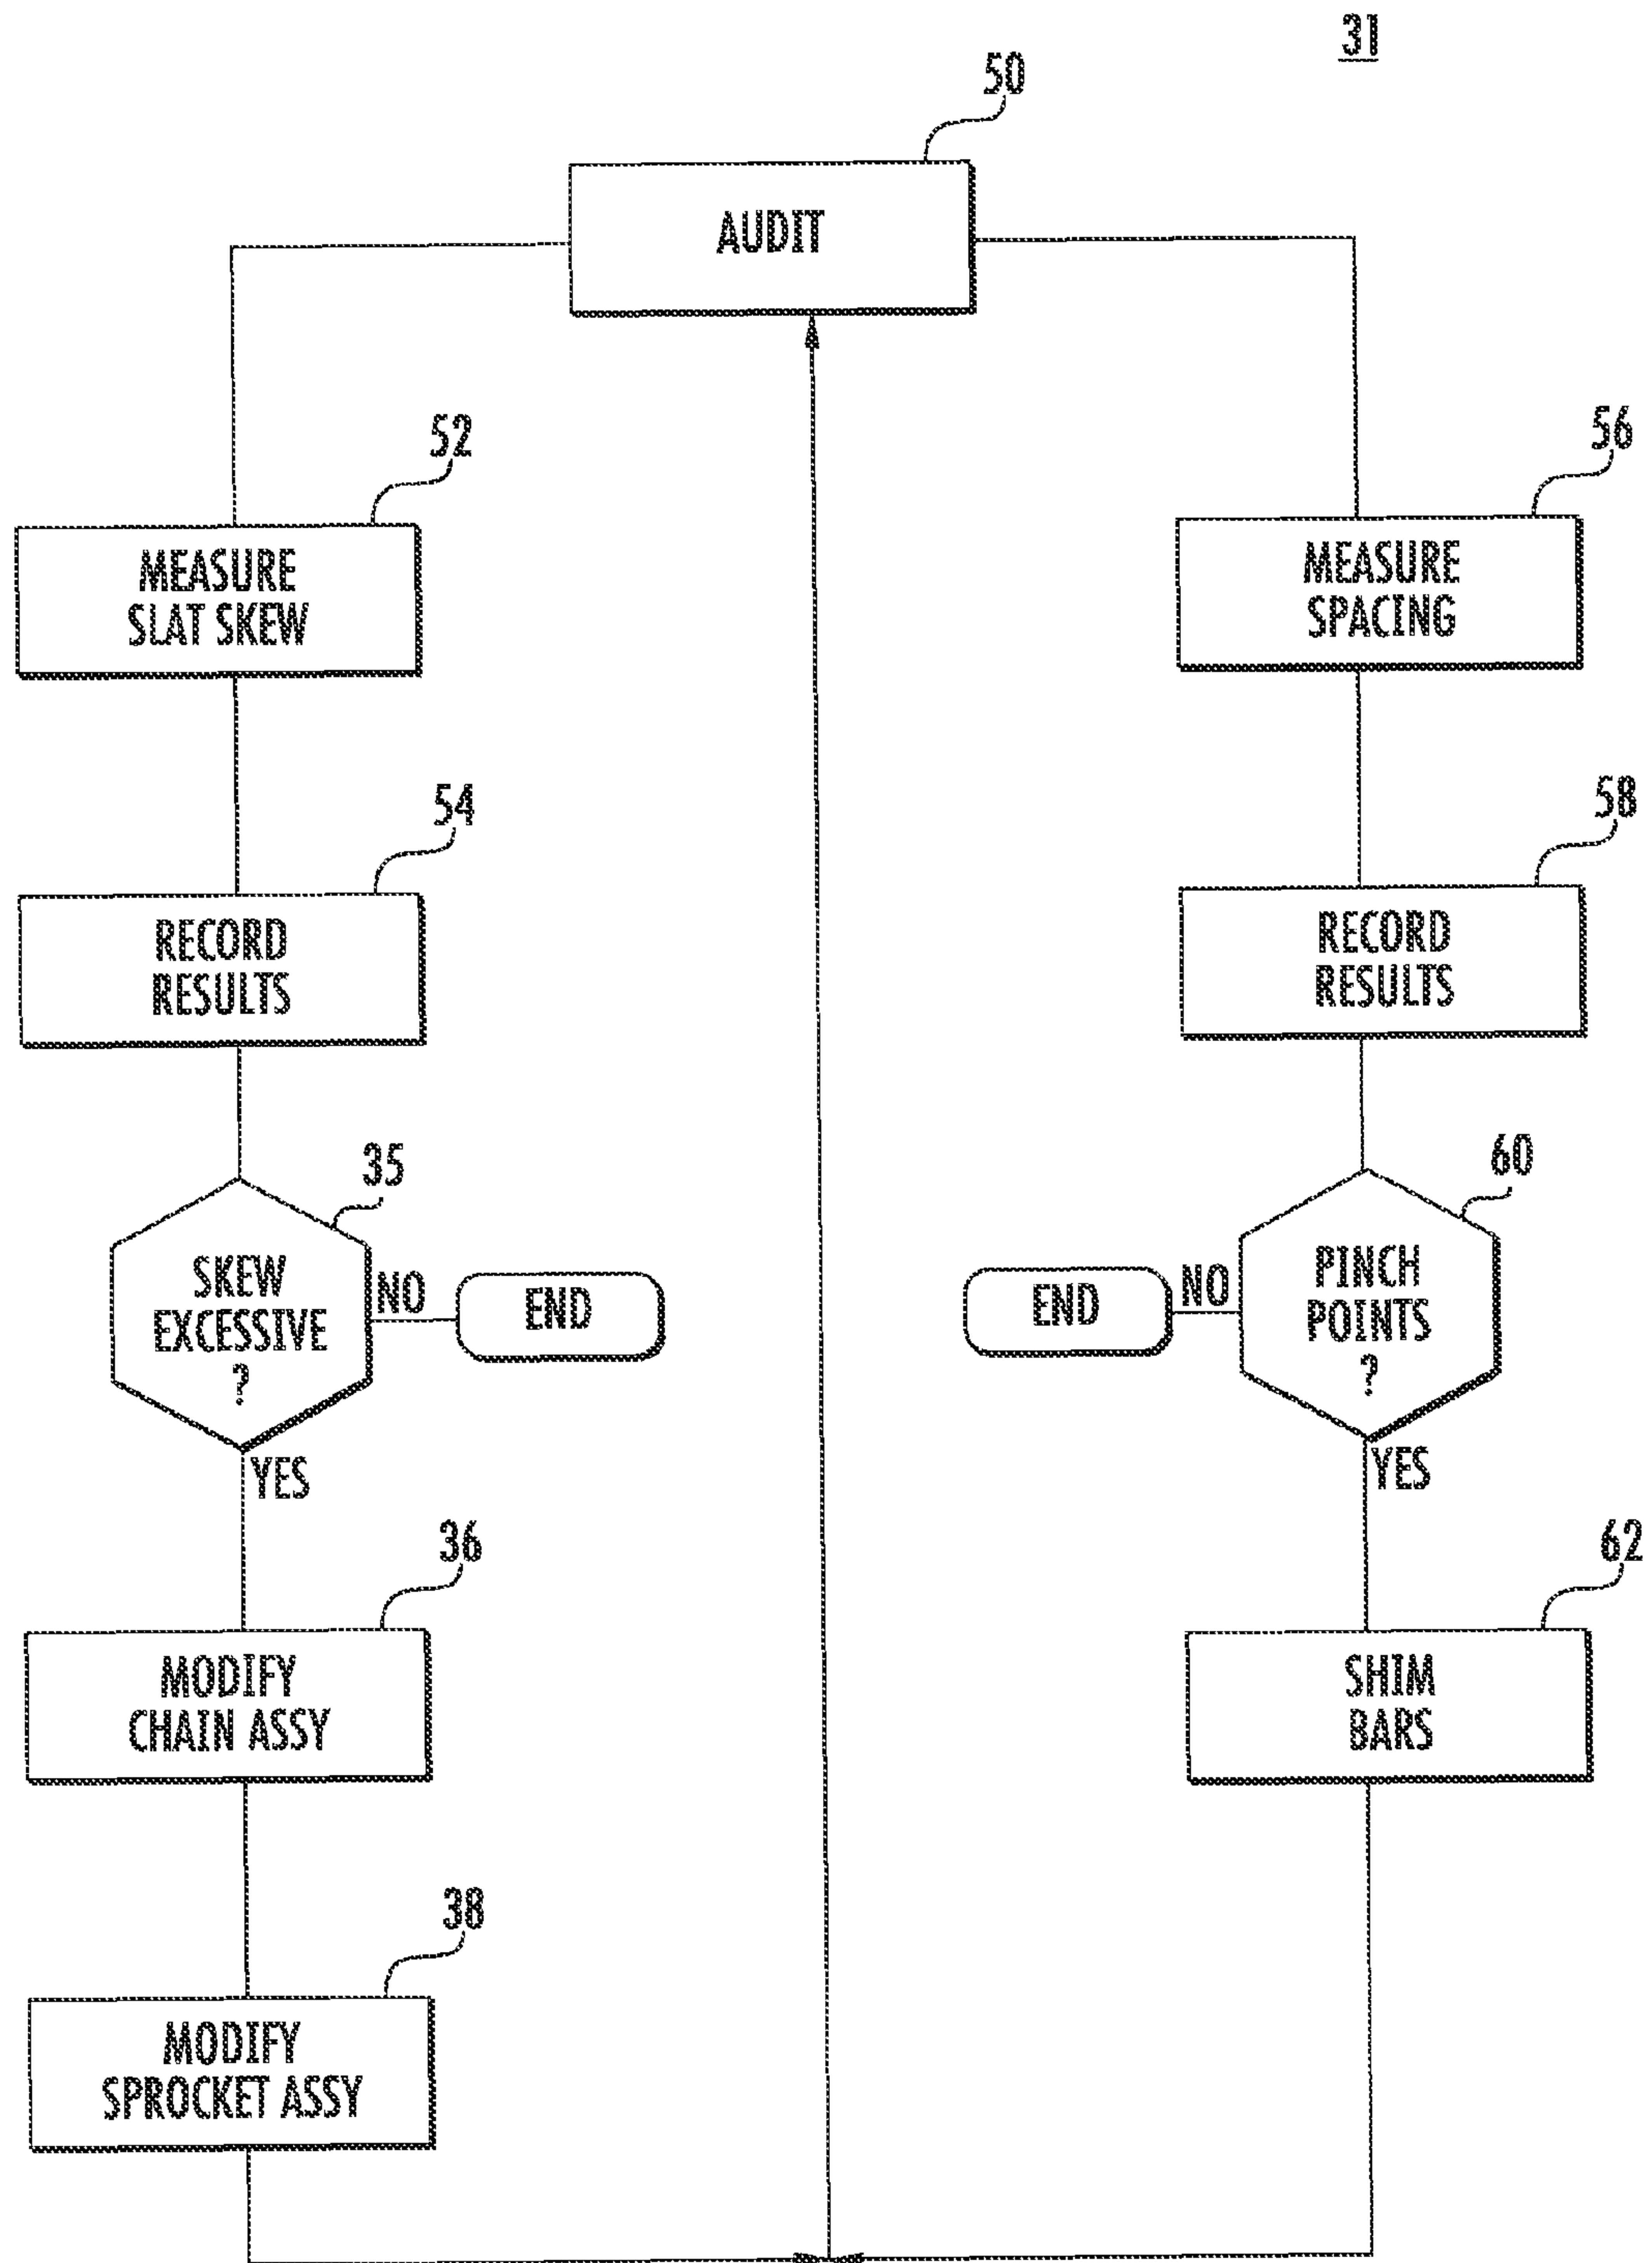 31
50
AUDIT
52
MEASURE
SLAT SKEW
54
RECORD
RESULTS
35
SKEW
EXCESSIVE
?
NO
END
YES
36
MODIFY
CHAIN ASSY
38
MODIFY
SPROCKET ASSY
56
MEASURE
SPACING
58
RECORD
RESULTS
60
PINCH
POINTS
?
NO
END
YES
62
SHIM
BARS